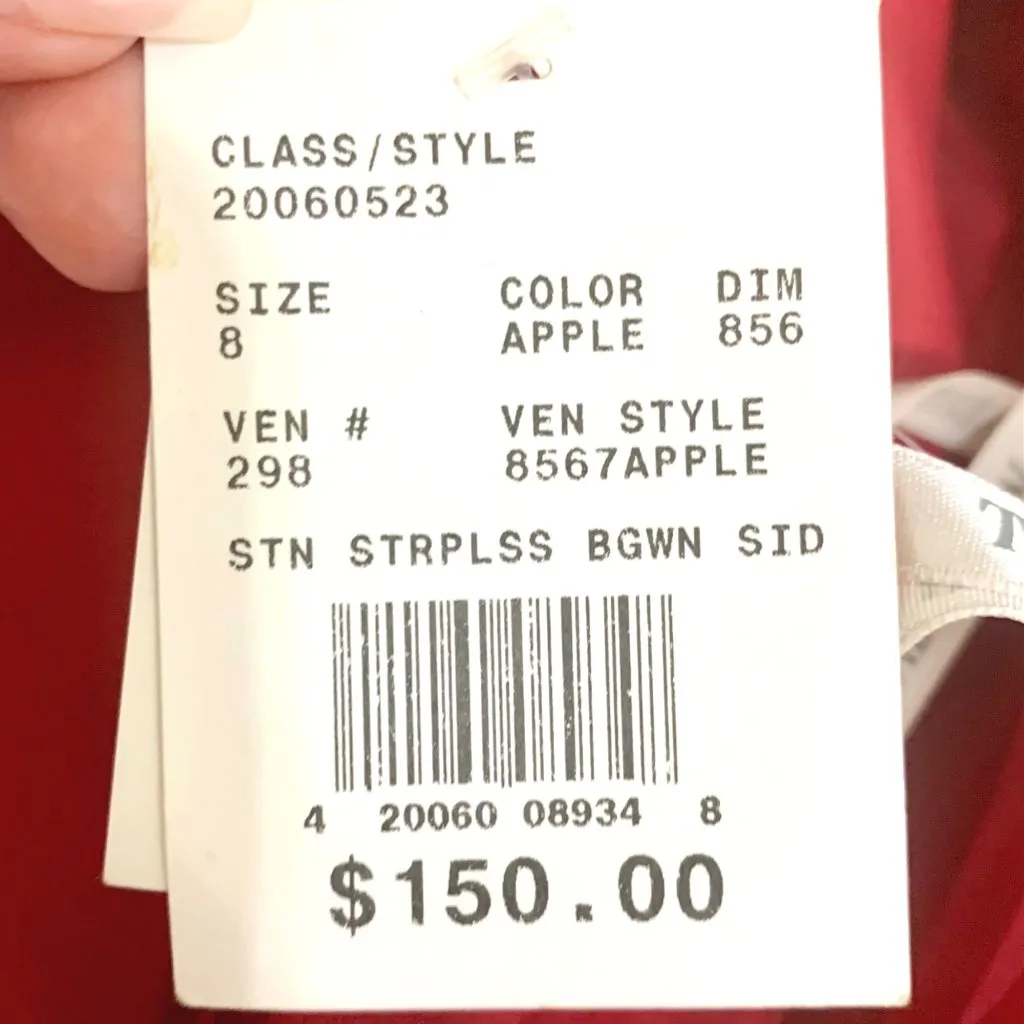 CLASS/STYLE
20060523
SIZE COLOR DIM
8 APPLE 856
VEN # VEN STYLE
298 8567APPLE
STN STRPLSS BGWN SID
4 20060 08934 8
$150.00
T